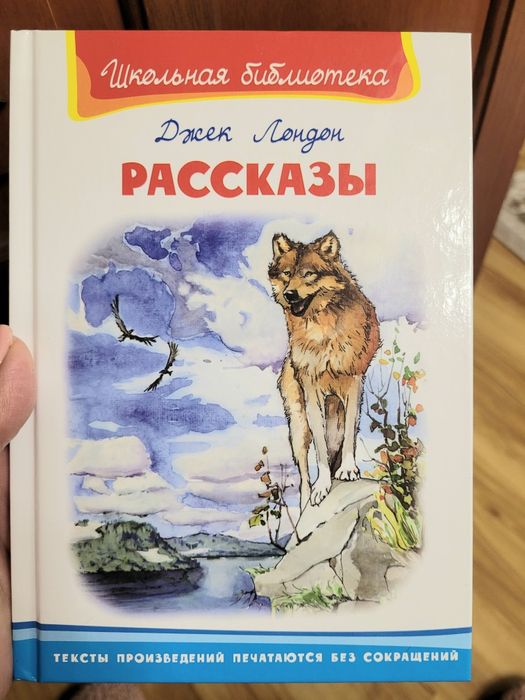 Школьная библиотека
Джек Лондон
РАССКАЗЫ
ТЕКСТЫ ПРОИЗВЕДЕНИЙ ПЕЧАТАЮТСЯ БЕЗ СОКРАЩЕНИЙ